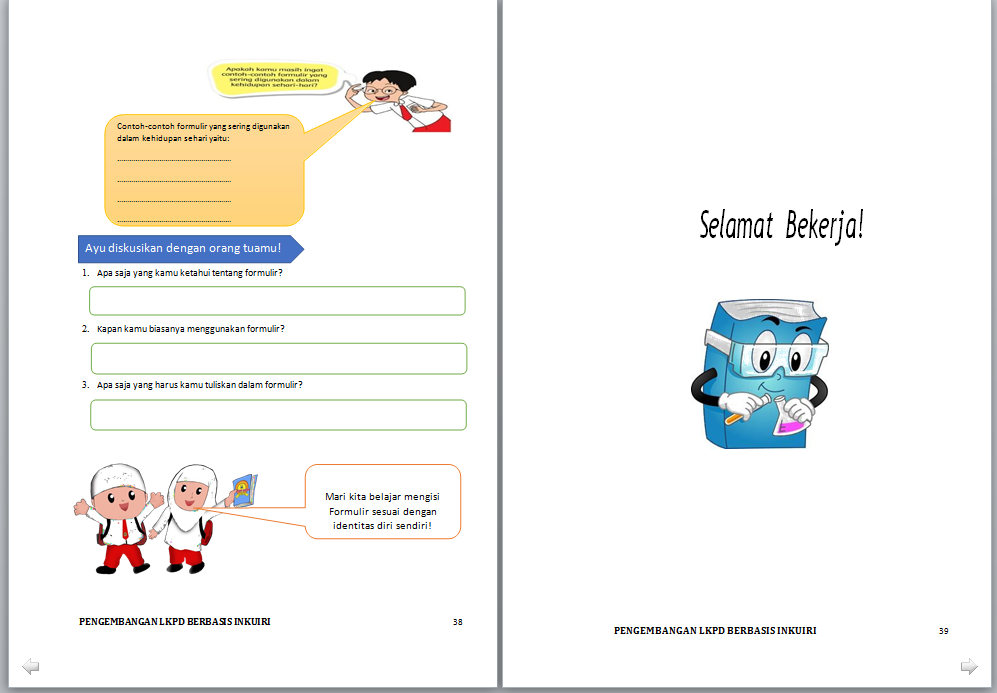 Apakah kamu masih ingat
contoh-contoh formulir yang
sering digunakan dalam
kehidupan sehari-hari?
Contoh-contoh formulir yang sering digunakan
dalam kehidupan sehari yaitu:
Ayu diskusikan dengan orang tuamu!
1. Apa saja yang kamu ketahui tentang formulir?
2. Kapan kamu biasanya menggunakan formulir?
3. Apa saja yang harus kamu tuliskan dalam formulir?
Mari kita belajar mengisi
Formulir sesuai dengan
identitas diri sendiri!
PENGEMBANGAN LKPD BERBASIS INKUIRI 38
Selamat Bekerja!
PENGEMBANGAN LKPD BERBASIS INKUIRI 39